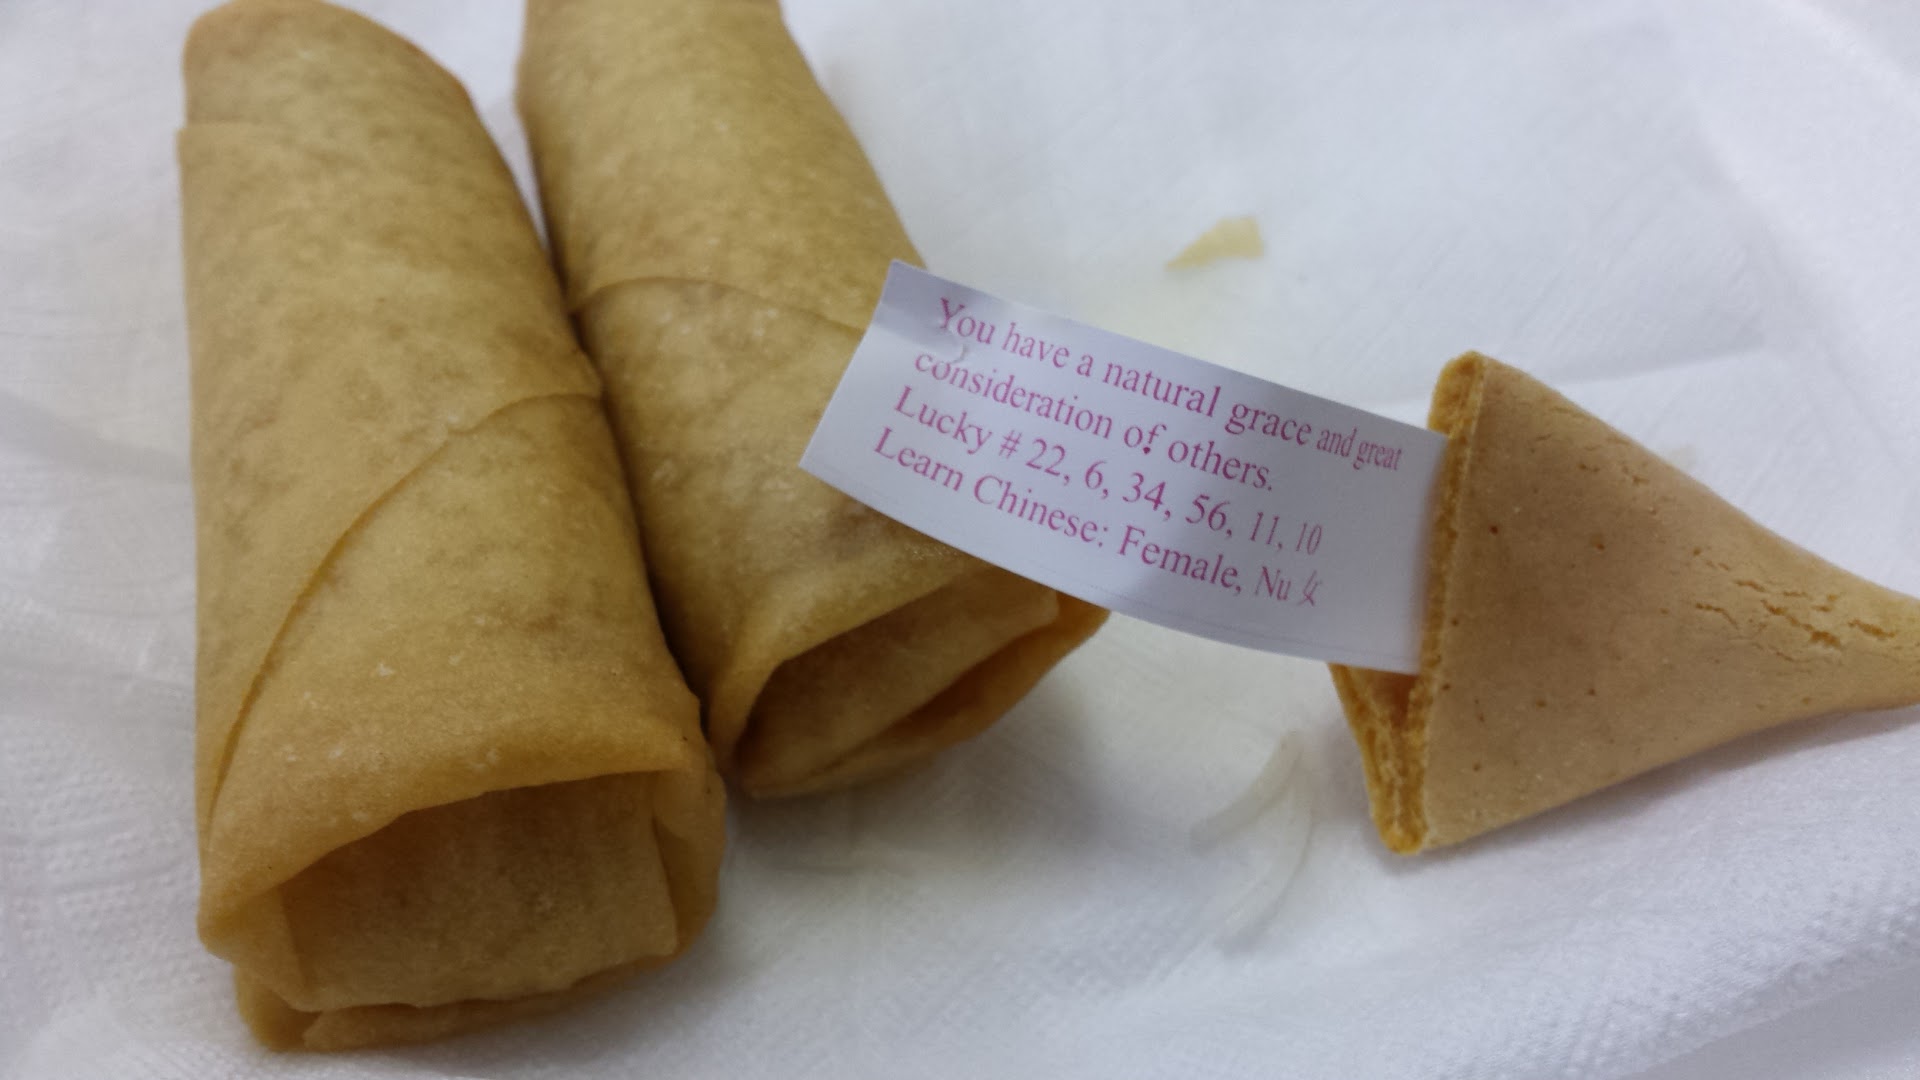 You have a natural grace and great
consideration of others.
Lucky # 22, 6, 34, 56, 11, 10
Learn Chinese: Female, Nu 女